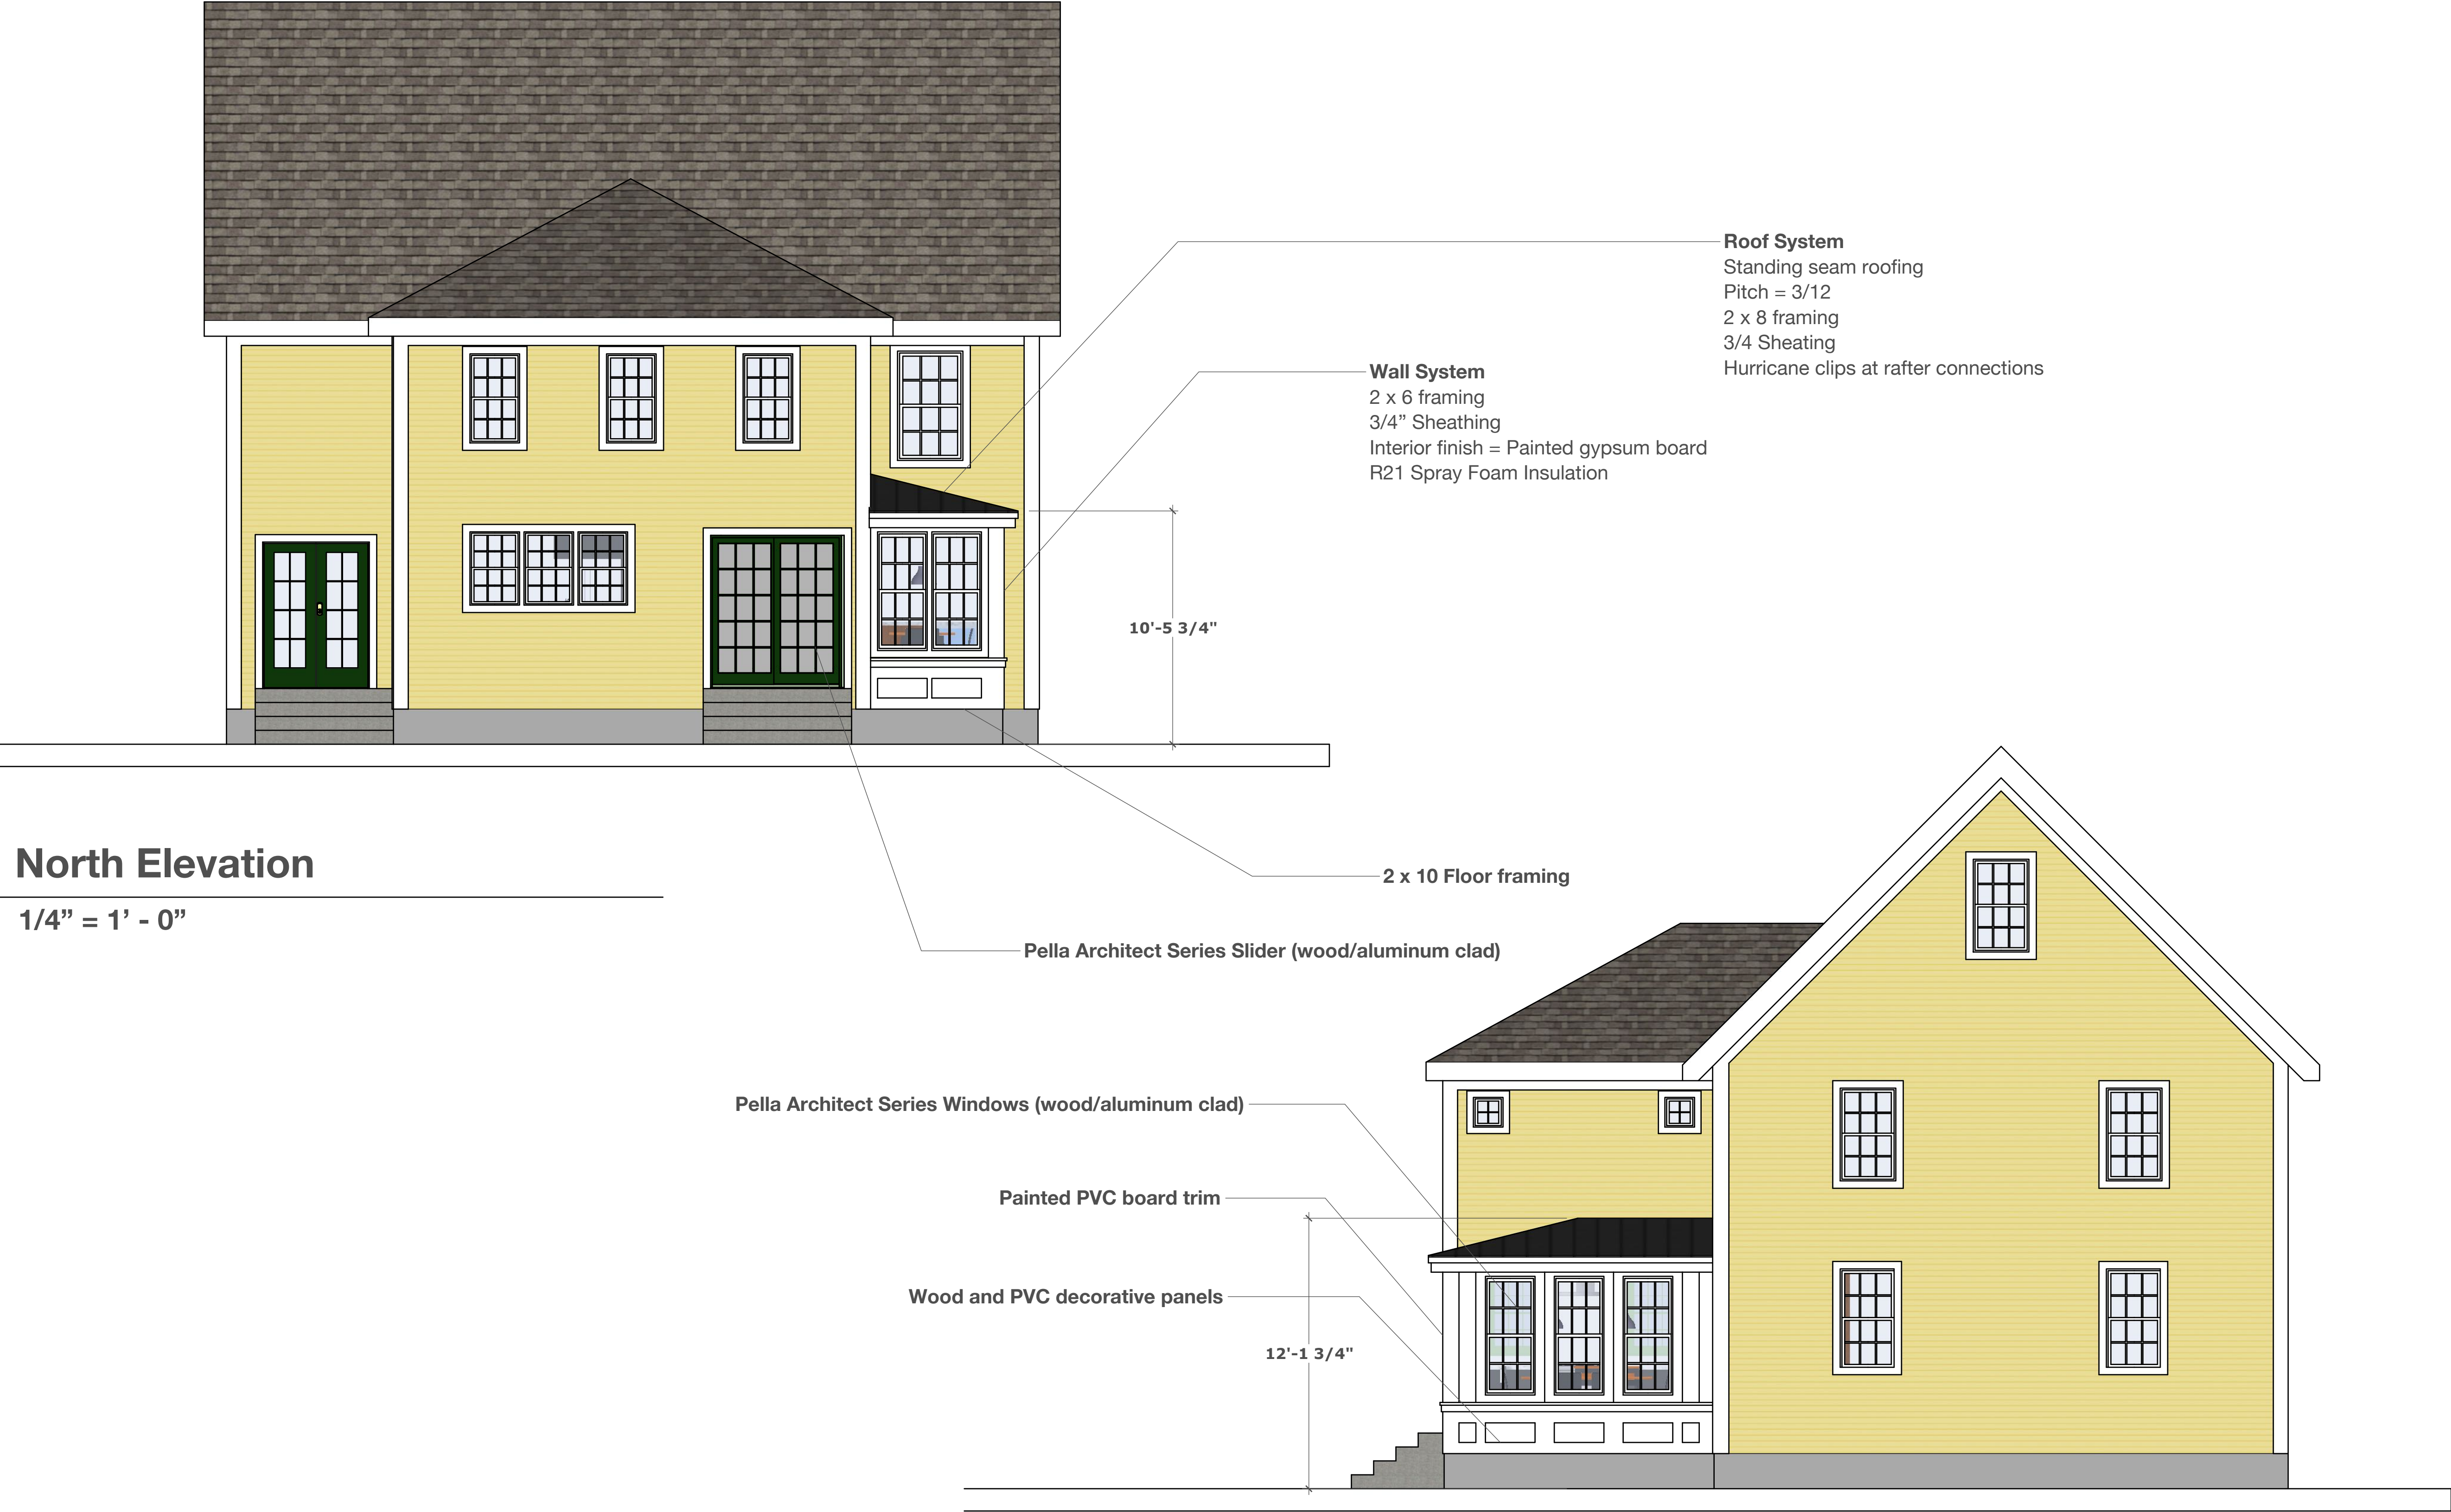 Roof System
Standing seam roofing
Pitch = 3/12
2 x 8 framing
3/4 Sheating
Hurricane clips at rafter connections
Wall System
2 x 6 framing
3/4” Sheathing
Interior finish = Painted gypsum board
R21 Spray Foam Insulation
10'-5 3/4"
North Elevation
1/4” = 1’ - 0”
2 x 10 Floor framing
Pella Architect Series Slider (wood/aluminum clad)
Pella Architect Series Windows (wood/aluminum clad)
Painted PVC board trim
Wood and PVC decorative panels
12'-1 3/4"